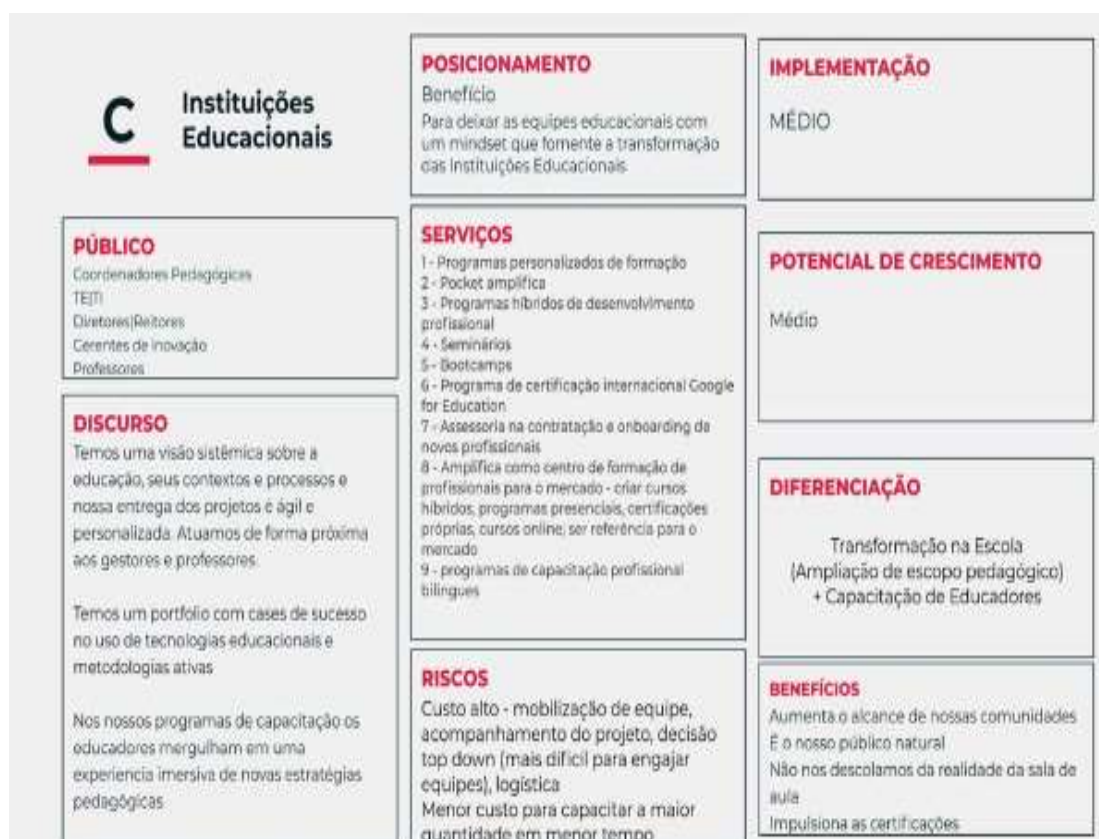 C
Instituições
Educacionais
PÚBLICO
Coordenadores Pedagógicos
TE|TI
Diretores|Reitores
Gerentes de Inovação
Professores
DISCURSO
Temos uma visão sistêmica sobre a
educação, seus contextos e processos e
nossa entrega dos projetos é ágil e
personalizada. Atuamos de forma próxima
aos gestores e professores.
Temos um portfolio com cases de sucesso
no uso de tecnologias educacionais e
metodologias ativas
Nos nossos programas de capacitação os
educadores mergulham em uma
experiencia imersiva de novas estratégias
pedagógicas
POSICIONAMENTO
Benefício
Para deixar as equipes educacionais com
um mindset que fomente a transformação
das Instituições Educacionais.
SERVIÇOS
1 - Programas personalizados de formação
2 - Pocket amplifica
3 - Programas híbridos de desenvolvimento
profissional
4 - Seminários
5 - Bootcamps
6 - Programa de certificação internacional Google
for Education
7 - Assessoria na contratação e onboarding de
novos profissionais
8 - Amplifica como centro de formação de
profissionais para o mercado - criar cursos
híbridos, programas presenciais, certificações
próprias, cursos online, ser referência para o
mercado
9 - programas de capacitação profissional
bilingues
RISCOS
Custo alto - mobilização de equipe,
acompanhamento do projeto, decisão
top down (mais difícil para engajar
equipes), logística
Menor custo para capacitar a maior
quantidade em menor tempo
IMPLEMENTAÇÃO
MÉDIO
POTENCIAL DE CRESCIMENTO
Médio
DIFERENCIAÇÃO
Transformação na Escola
(Ampliação de escopo pedagógico)
+ Capacitação de Educadores
BENEFÍCIOS
Aumenta o alcance de nossas comunidades
É o nosso público natural
Não nos descolamos da realidade da sala de
aula
Impulsiona as certificações